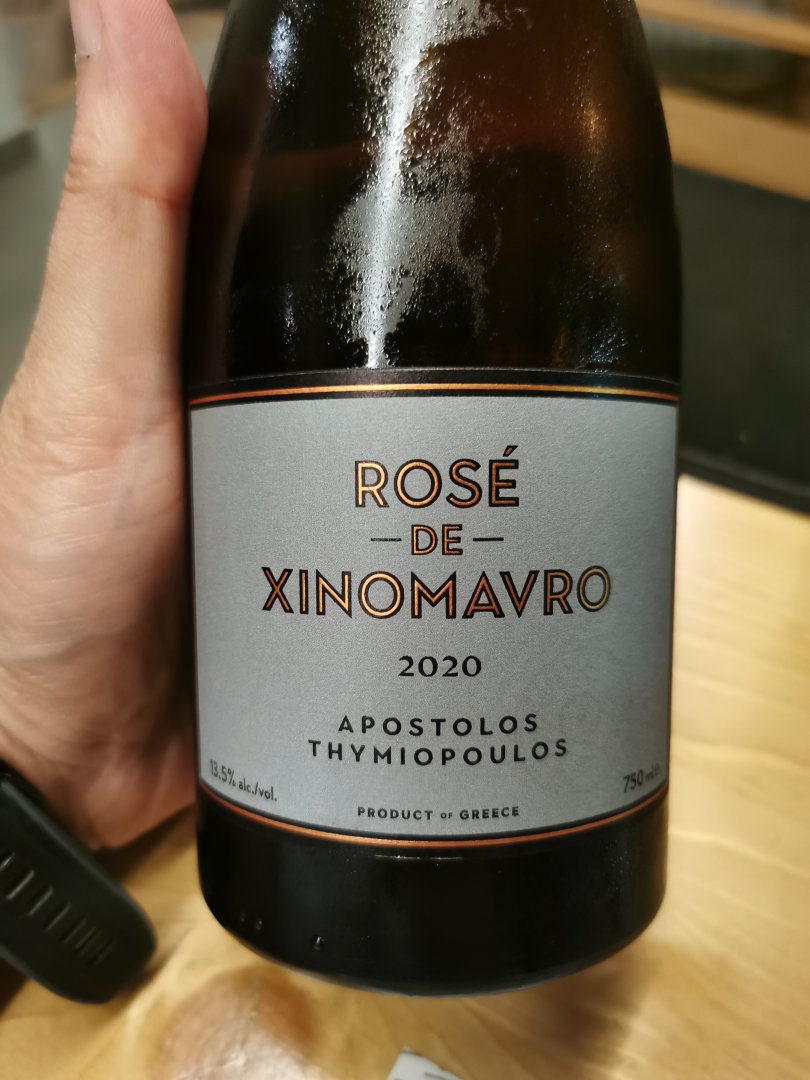 ROSÉ
DE
XINOMAVRO
2020
APOSTOLOS
THYMIOPOULOS
13.5% alc./vol.
750 ml e
PRODUCT OF GREECE